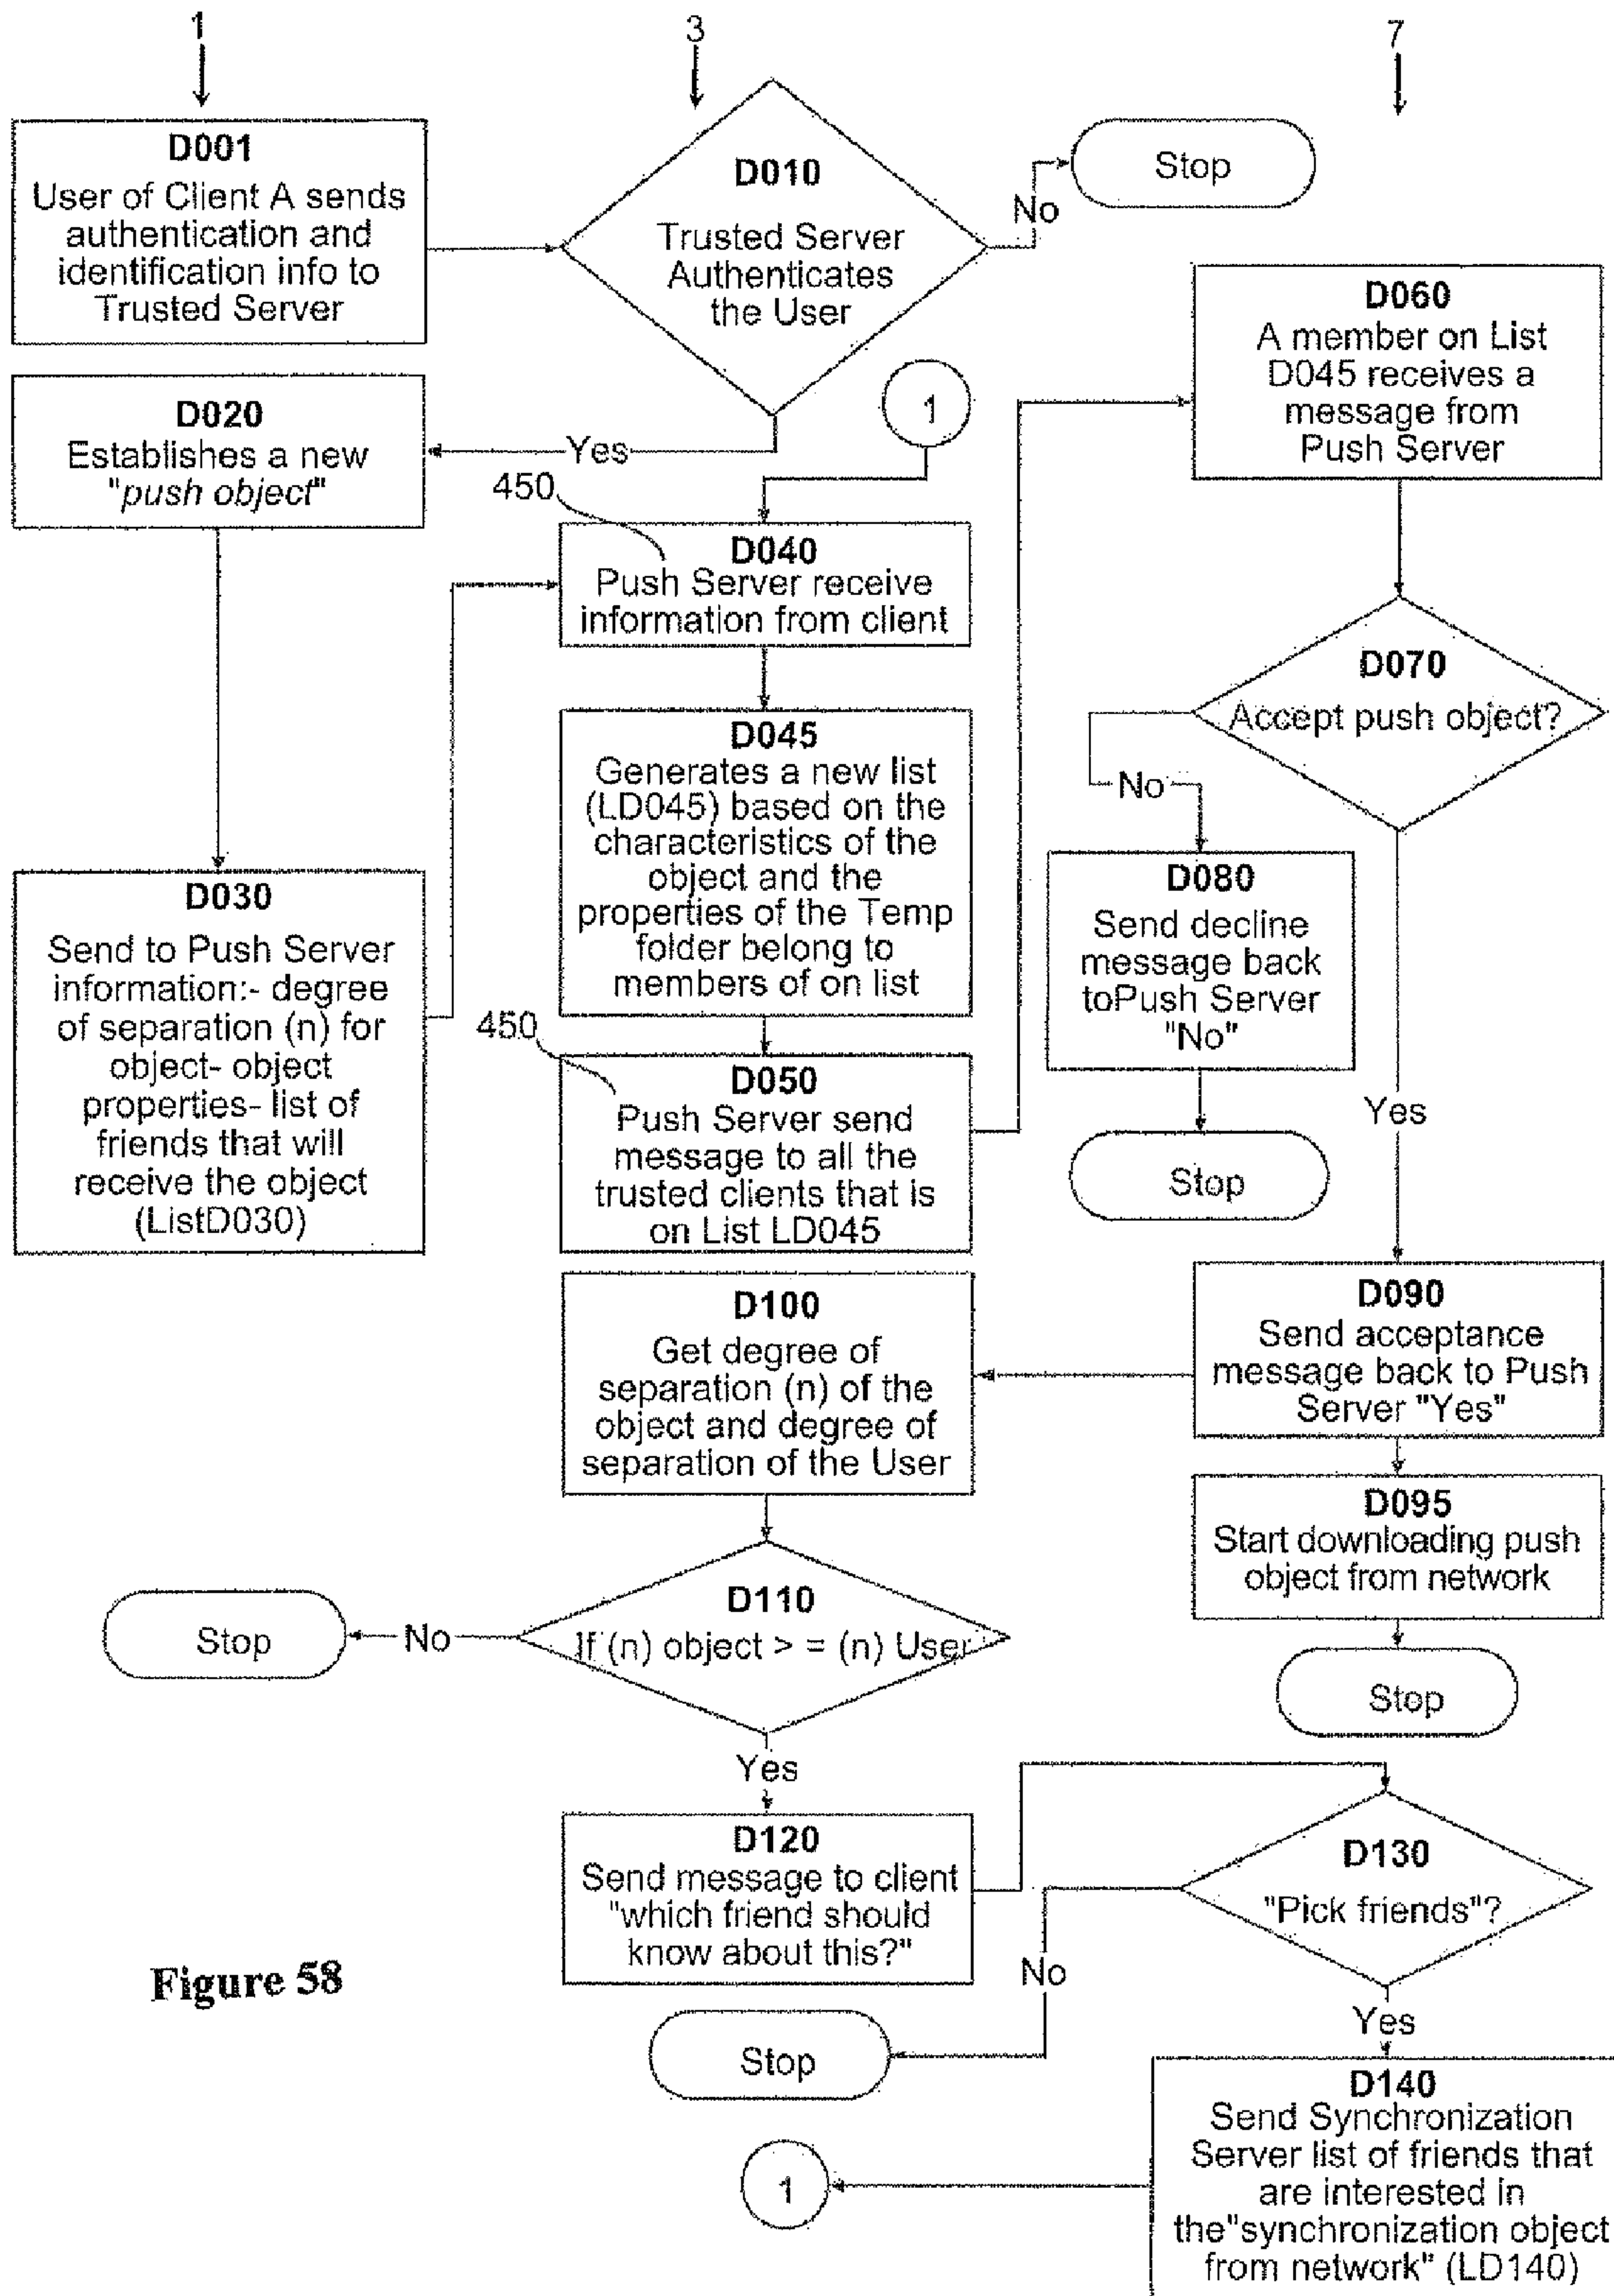 1
3
7
D001
User of Client A sends
authentication and
identification info to
Trusted Server
D010
Trusted Server
Authenticates
the User
No
Stop
D020
Establishes a new
"push object"
Yes
1
450
D040
Push Server receive
information from client
D060
A member on List
D045 receives a
message from
Push Server
D070
Accept push object?
No
D045
Generates a new list
(LD045) based on the
characteristics of the
object and the
properties of the Temp
folder belong to
members of on list
D030
Send to Push Server
information:- degree
of separation (n) for
object- object
properties- list of
friends that will
receive the object
(ListD030)
D080
Send decline
message back
toPush Server
"No"
Stop
Yes
450
D050
Push Server send
message to all the
trusted clients that is
on List LD045
D090
Send acceptance
message back to Push
Server "Yes"
D100
Get degree of
separation (n) of the
object and degree of
separation of the User
D095
Start downloading push
object from network
Stop
D110
If (n) object > = (n) User
No
Stop
Yes
D120
Send message to client
"which friend should
know about this?"
D130
"Pick friends"?
No
Stop
Yes
D140
Send Synchronization
Server list of friends that
are interested in
the"synchronization object
from network" (LD140)
1
Figure 58